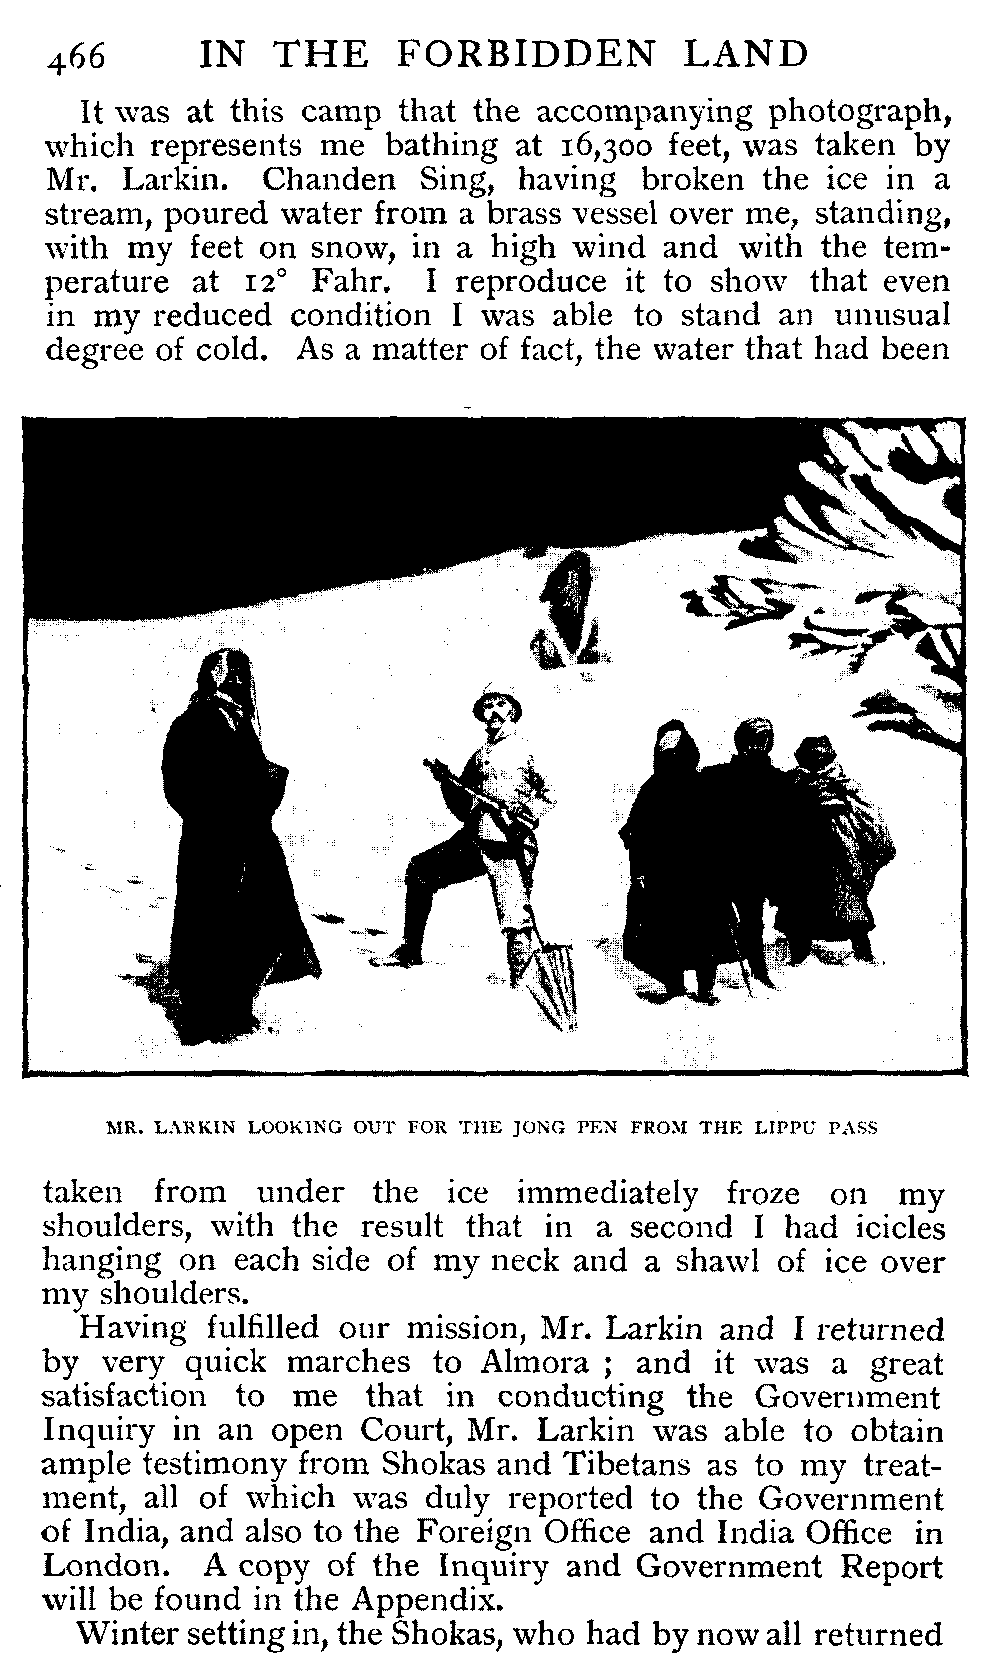 466 IN THE FORBIDDEN LAND
It was at this camp that the accompanying photograph,
which represents me bathing at 16,300 feet, was taken by
Mr. Larkin. Chanden Sing, having broken the ice in a
stream, poured water from a brass vessel over me, standing,
with my feet on snow, in a high wind and with the tem-
perature at 12° Fahr. I reproduce it to show that even
in my reduced condition I was able to stand an unusual
degree of cold. As a matter of fact, the water that had been
MR. LARKIN LOOKING OUT FOR THE JONG PEN FROM THE LIPPU PASS
taken from under the ice immediately froze on my
shoulders, with the result that in a second I had icicles
hanging on each side of my neck and a shawl of ice over
my shoulders.
Having fulfilled our mission, Mr. Larkin and I returned
by very quick marches to Almora ; and it was a great
satisfaction to me that in conducting the Government
Inquiry in an open Court, Mr. Larkin was able to obtain
ample testimony from Shokas and Tibetans as to my treat-
ment, all of which was duly reported to the Government
of India, and also to the Foreign Office and India Office in
London. A copy of the Inquiry and Government Report
will be found in the Appendix.
Winter setting in, the Shokas, who had by now all returned